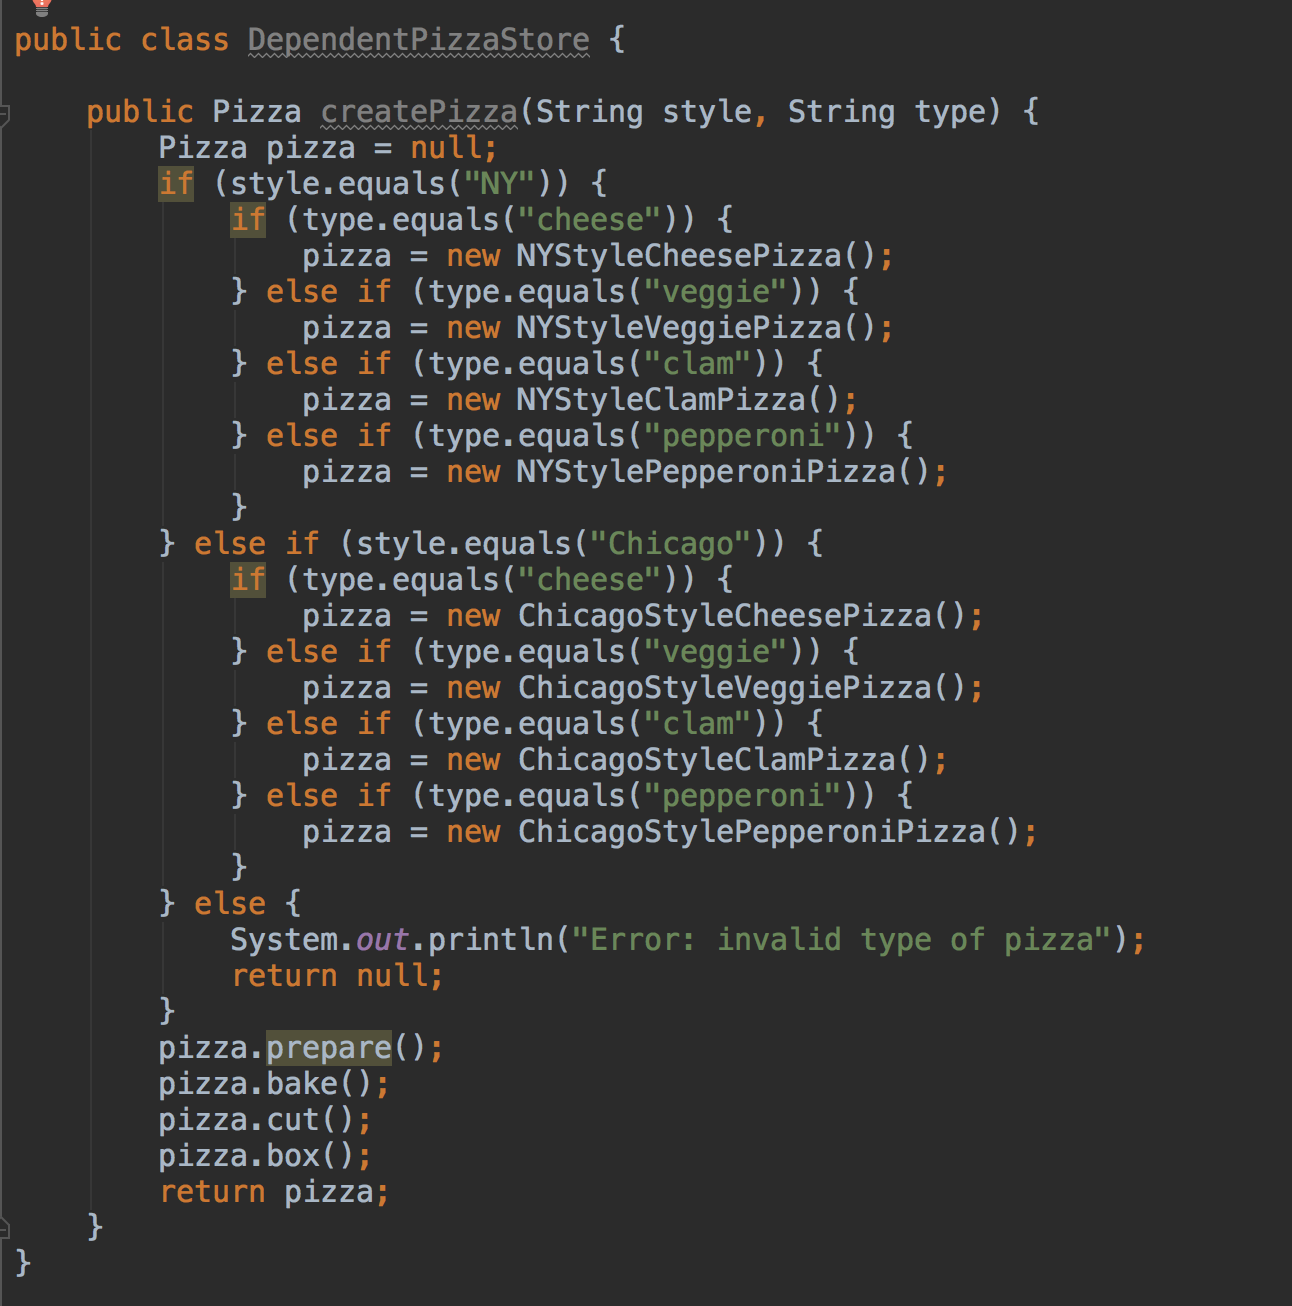 public class DependentPizzaStore {
public Pizza createPizza(String style, String type) {
Pizza pizza = null;
if (style.equals("NY")) {
if (type.equals("cheese")) {
pizza = new NYStyleCheesePizza();
} else if (type.equals("veggie")) {
pizza = new NYStyleVeggiePizza();
} else if (type.equals("clam")) {
pizza = new NYStyleClamPizza();
} else if (type.equals("pepperoni")) {
pizza = new NYStylePepperoniPizza();
}
} else if (style.equals("Chicago")) {
if (type.equals("cheese")) {
pizza = new ChicagoStyleCheesePizza();
} else if (type.equals("veggie")) {
pizza = new ChicagoStyleVeggiePizza();
} else if (type.equals("clam")) {
pizza = new ChicagoStyleClamPizza();
} else if (type.equals("pepperoni")) {
pizza = new ChicagoStylePepperoniPizza();
}
} else {
System.out.println("Error: invalid type of pizza");
return null;
}
pizza.prepare();
pizza.bake();
pizza.cut();
pizza.box();
return pizza;
}
}